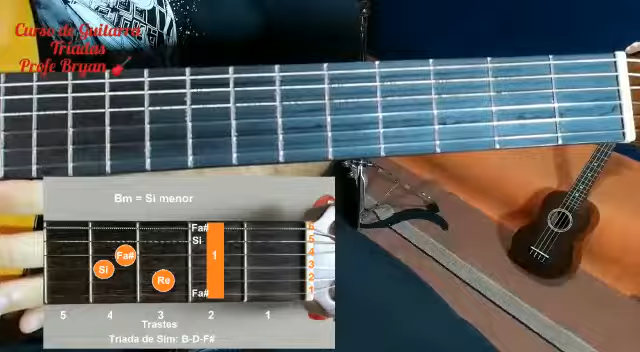 Curso de Guitarra
Triadas
Profe Bryan
Bm = Si menor
Fa#
Si
Fa#
Si
Re
1
Fa#
6
5
4
3
2
1
5 4 3 2 1
Trastes
Triada de Sim: B-D-F#